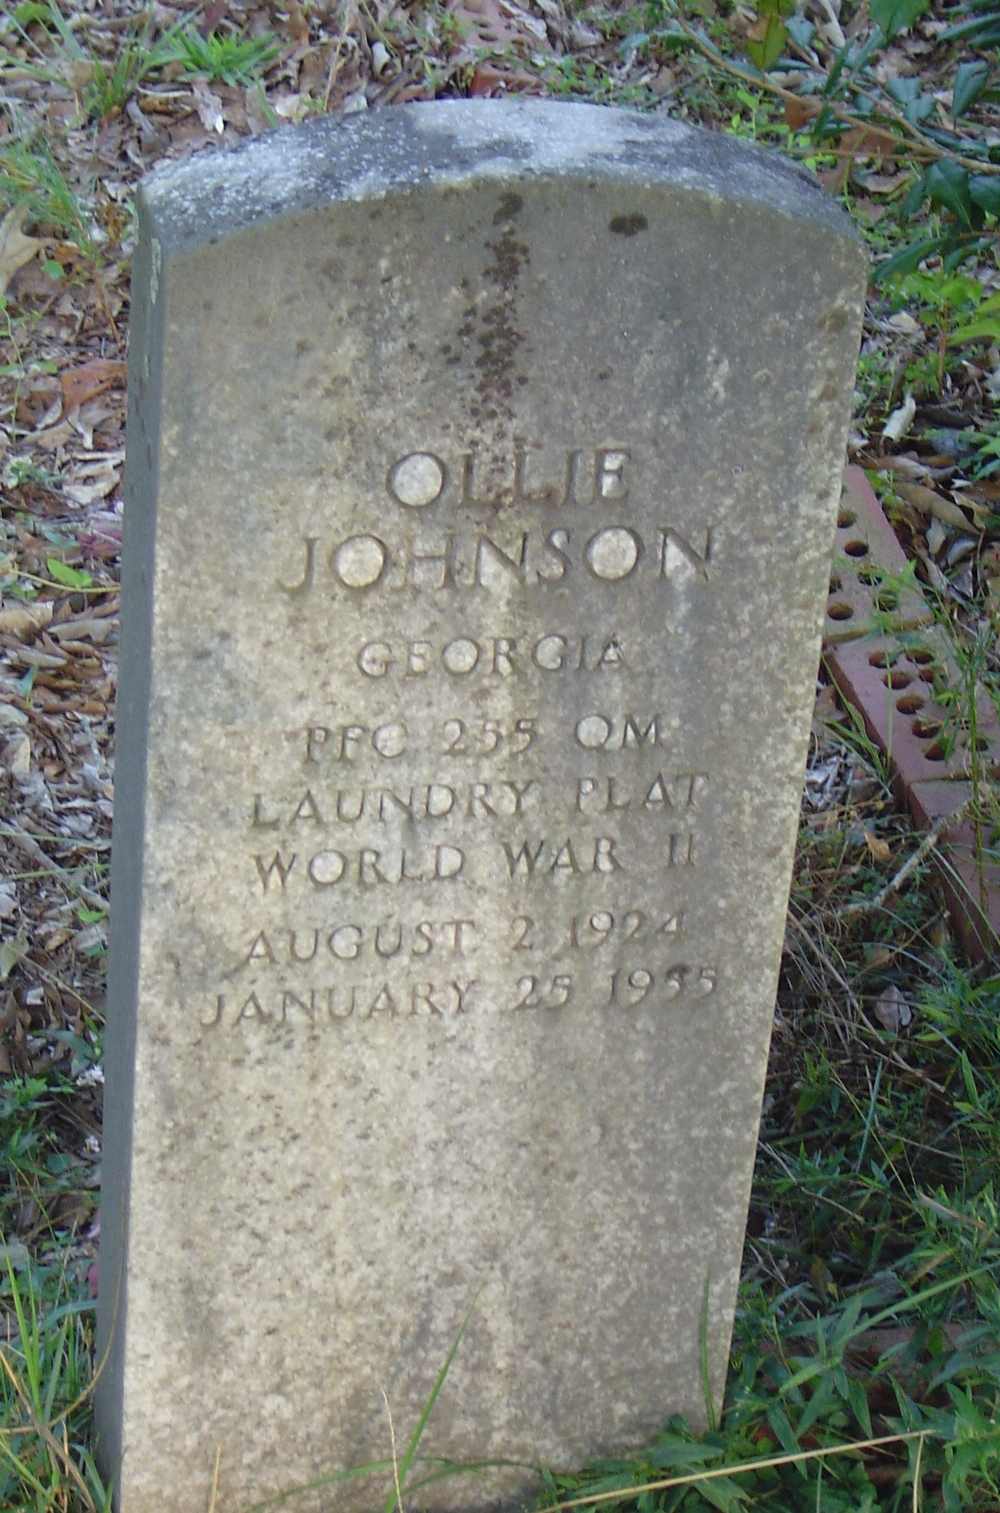 OLLIE
JOHNSON
GEORGIA
PFC 255 QM
LAUNDRY PLAT
WORLD WAR II
AUGUST 2 1924
JANUARY 25 1955